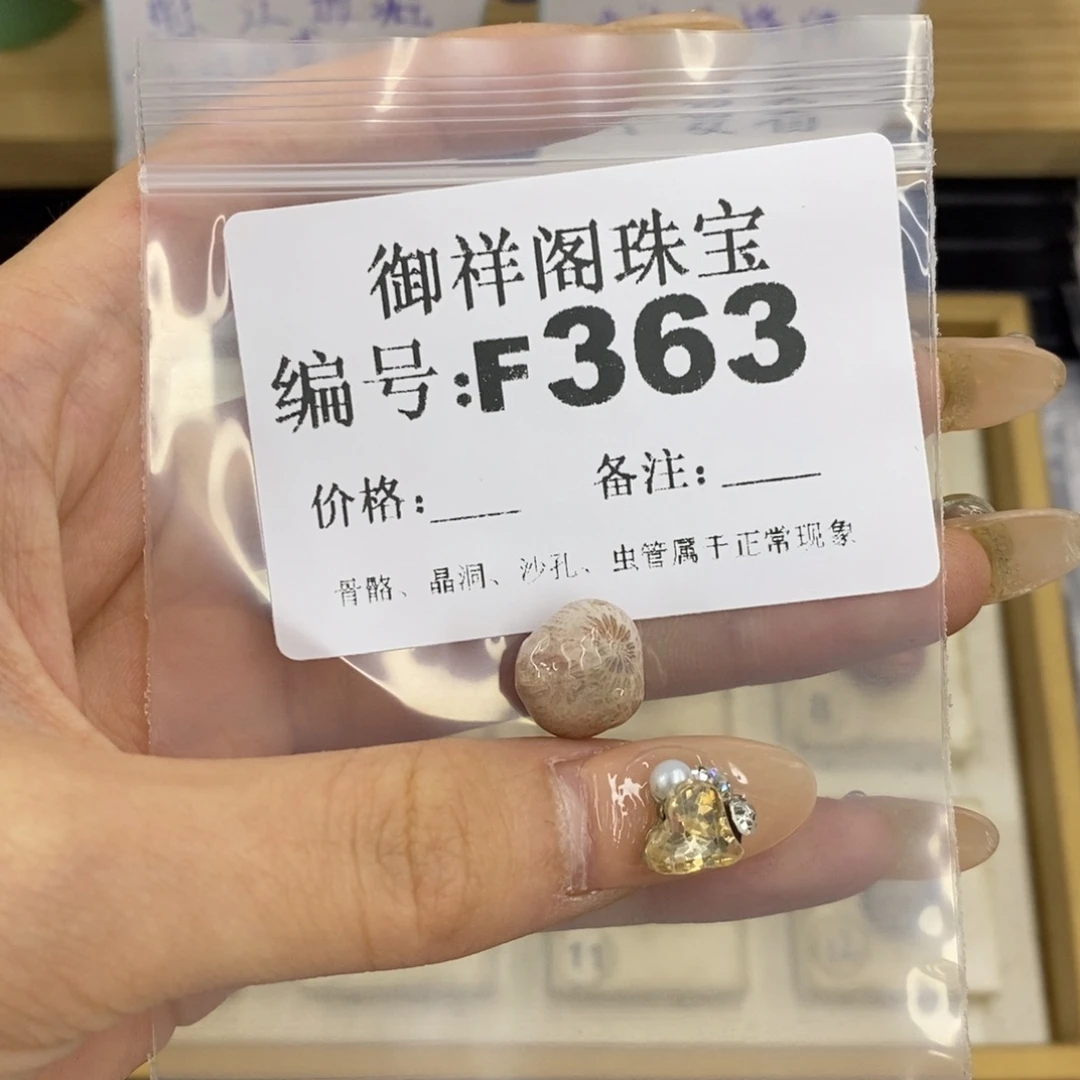 御祥阁珠宝
编号:F363
价格:____ 备注:____
骨骼、晶洞、沙孔、虫管属于正常现象
11